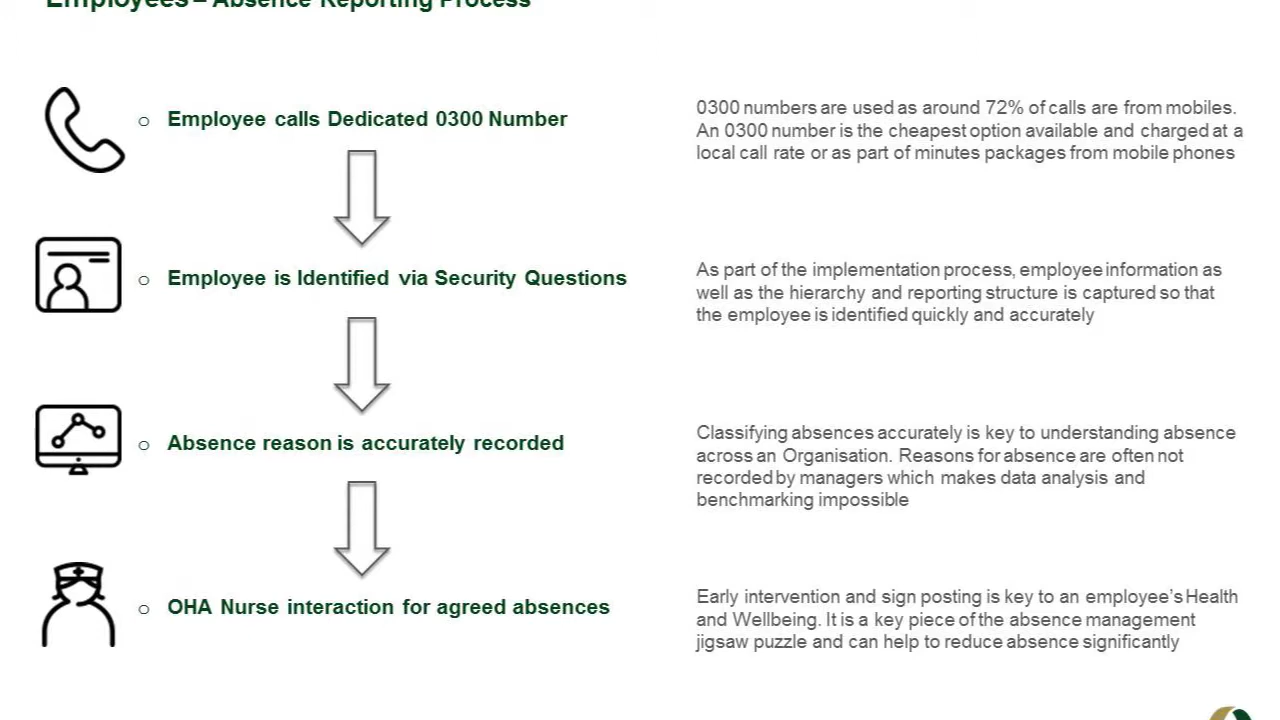 Employees – Absence Reporting Process
o Employee calls Dedicated 0300 Number
0300 numbers are used as around 72% of calls are from mobiles.
An 0300 number is the cheapest option available and charged at a
local call rate or as part of minutes packages from mobile phones
o Employee is Identified via Security Questions
As part of the implementation process, employee information as
well as the hierarchy and reporting structure is captured so that
the employee is identified quickly and accurately
o Absence reason is accurately recorded
Classifying absences accurately is key to understanding absence
across an Organisation. Reasons for absence are often not
recorded by managers which makes data analysis and
benchmarking impossible
o OHA Nurse interaction for agreed absences
Early intervention and sign posting is key to an employee's Health
and Wellbeing. It is a key piece of the absence management
jigsaw puzzle and can help to reduce absence significantly